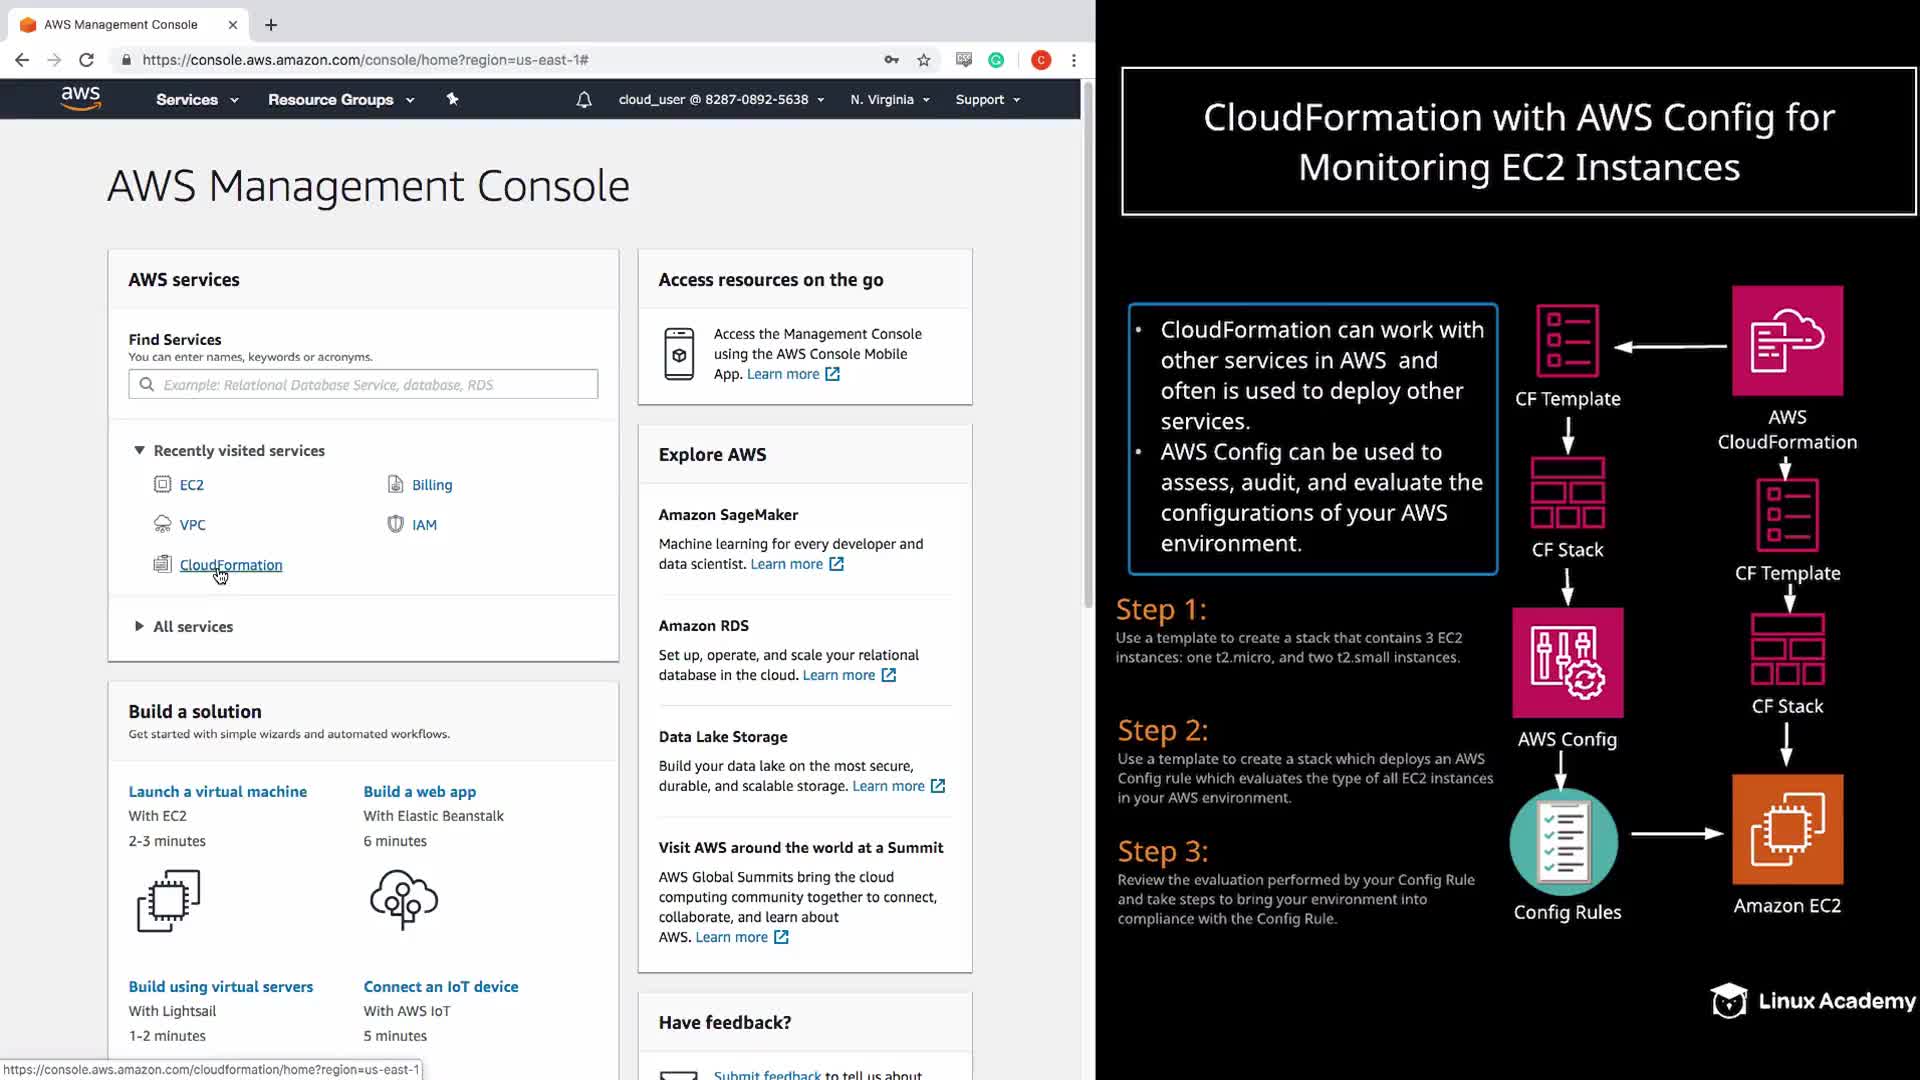 AWS Management Console
https://console.aws.amazon.com/console/home?region=us-east-1#
C
aws
Services
Resource Groups
cloud_user @ 8287-0892-5638
N. Virginia
Support
AWS Management Console
AWS services
Find Services
You can enter names, keywords or acronyms.
Example: Relational Database Service, database, RDS
Recently visited services
EC2
Billing
VPC
IAM
CloudFormation
All services
Build a solution
Get started with simple wizards and automated workflows.
Launch a virtual machine
With EC2
2-3 minutes
Build a web app
With Elastic Beanstalk
6 minutes
Build using virtual servers
With Lightsail
1-2 minutes
Connect an IoT device
With AWS IoT
5 minutes
https://console.aws.amazon.com/cloudformation/home?region=us-east-1
Access resources on the go
Access the Management Console
using the AWS Console Mobile
App. Learn more
Explore AWS
Amazon SageMaker
Machine learning for every developer and
data scientist. Learn more
Amazon RDS
Set up, operate, and scale your relational
database in the cloud. Learn more
Data Lake Storage
Build your data lake on the most secure,
durable, and scalable storage. Learn more
Visit AWS around the world at a Summit
AWS Global Summits bring the cloud
computing community together to connect,
collaborate, and learn about
AWS. Learn more
Have feedback?
Submit feedback to tell us about
CloudFormation with AWS Config for
Monitoring EC2 Instances
• CloudFormation can work with
other services in AWS and
often is used to deploy other
services.
• AWS Config can be used to
assess, audit, and evaluate the
configurations of your AWS
environment.
Step 1:
Use a template to create a stack that contains 3 EC2
instances: one t2.micro, and two t2.small instances.
Step 2:
Use a template to create a stack which deploys an AWS
Config rule which evaluates the type of all EC2 instances
in your AWS environment.
Step 3:
Review the evaluation performed by your Config Rule
and take steps to bring your environment into
compliance with the Config Rule.
CF Template
CF Stack
AWS Config
Config Rules
AWS
CloudFormation
CF Template
CF Stack
Amazon EC2
Linux Academy